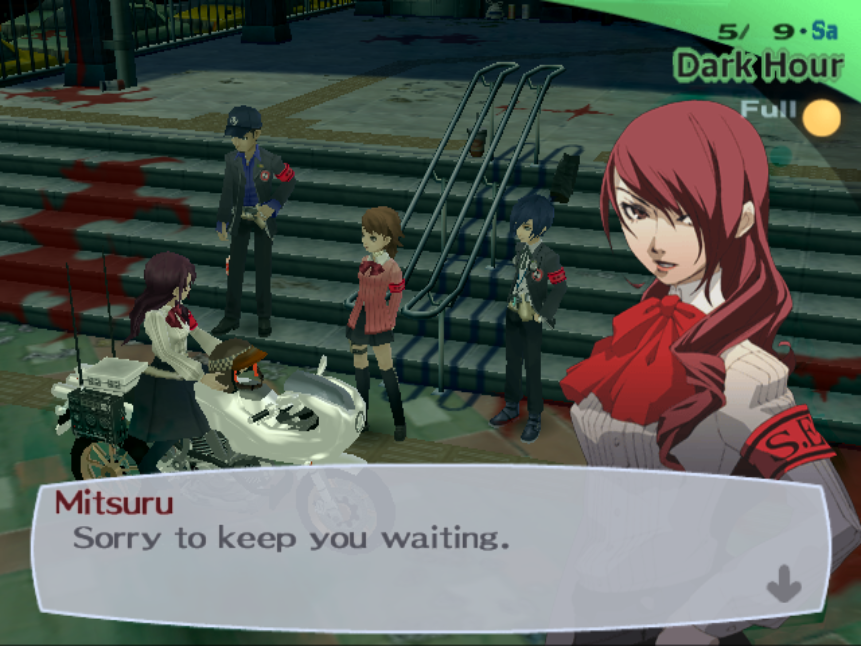 5/ 9・Sa
Dark Hour
Full
S.E
Mitsuru
Sorry to keep you waiting.